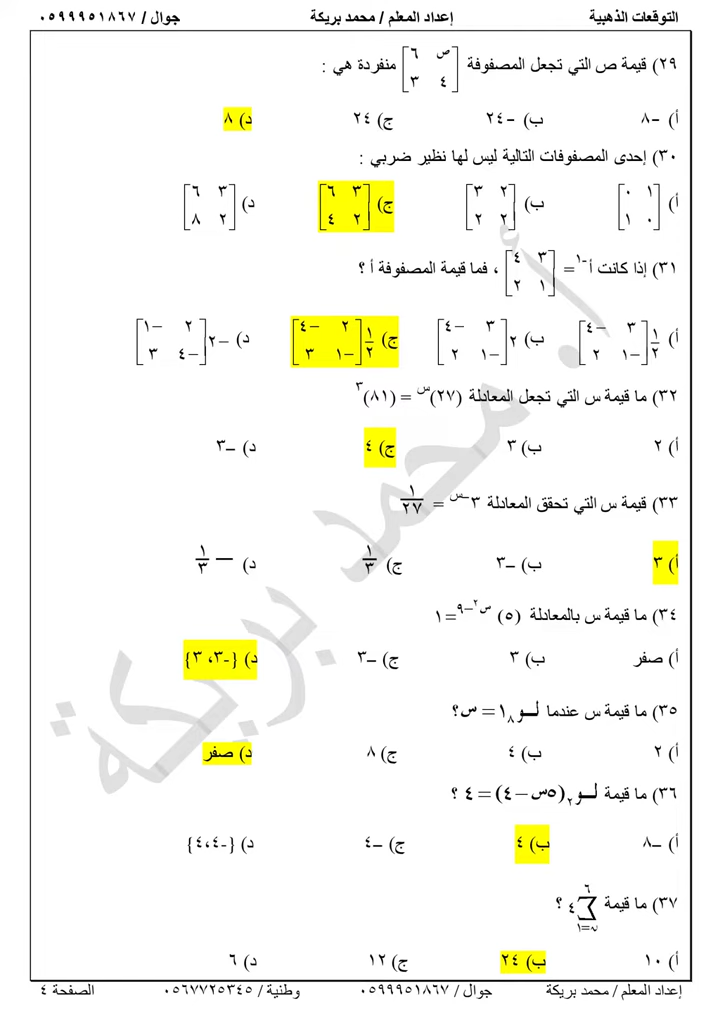 التوقعات الذهبية إعداد المعلم / محمد بريكة جوال / ٠٥٩٩٩٥١٨٦٧
٢٩) قيمة ص التي تجعل المصفوفة [ص ٦ ; ٤ ٣] منفردة هي :
أ) -٨ ب) -٢٤ ج) ٢٤ د) ٨
٣٠) إحدى المصفوفات التالية ليس لها نظير ضربي :
أ) [١ ٠ ; ٠ ١] ب) [٢ ٣ ; ٢ ٢] ج) [٣ ٦ ; ٢ ٤] د) [٣ ٦ ; ٢ ٨]
٣١) إذا كانت أ⁻¹ = [٣ ٤ ; ١ ٢] ، فما قيمة المصفوفة أ ؟
أ) ١/٢ [٣ -٤ ; -١ ٢] ب) ٢ [٣ -٤ ; -١ ٢] ج) ١/٢ [٢ -٤ ; -١ ٣] د) -٢ [٢ -١ ; -٤ ٣]
٣٢) ما قيمة س التي تجعل المعادلة (٢٧)^س = (٨١)^٣
أ) ٢ ب) ٣ ج) ٤ د) -٣
٣٣) قيمة س التي تحقق المعادلة ٣^-س = ١/٢٧
أ) ٣ ب) -٣ ج) ١/٣ د) - ١/٣
٣٤) ما قيمة س بالمعادلة (٥)^(س^٢-٩) = ١
أ) صفر ب) ٣ ج) -٣ د) {-٣، ٣}
٣٥) ما قيمة س عندما لــو٨ ١ = س؟
أ) ٢ ب) ٤ ج) ٨ د) صفر
٣٦) ما قيمة لــو٢ (٥س - ٤) = ٤ ؟
أ) -٨ ب) ٤ ج) -٤ د) {-٤،٤}
٣٧) ما قيمة ∑ ٦ ن=١ ٤ ؟
أ) ١٠ ب) ٢٤ ج) ١٢ د) ٦
إعداد المعلم / محمد بريكة جوال / ٠٥٩٩٩٥١٨٦٧ وطنية / ٠٥٦٧٧٢٥٣٤٥ الصفحة ٤
أ. محمد بريكة